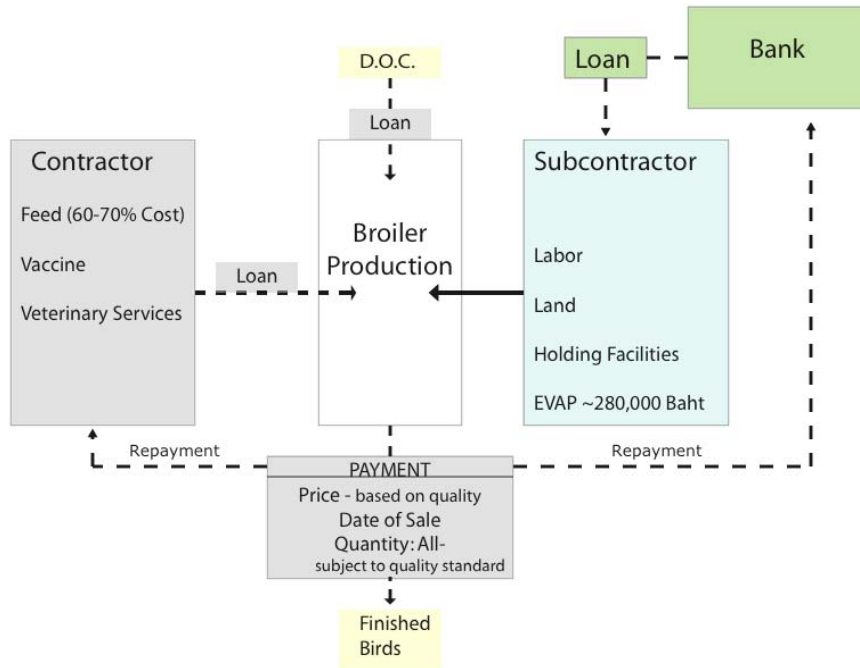 D.O.C.
Loan
Loan
Bank
Contractor
Feed (60-70% Cost)
Vaccine
Veterinary Services
Loan
Broiler
Production
Subcontractor
Labor
Land
Holding Facilities
EVAP ~280,000 Baht
Repayment
Repayment
PAYMENT
Price - based on quality
Date of Sale
Quantity: All-
subject to quality standard
Finished
Birds